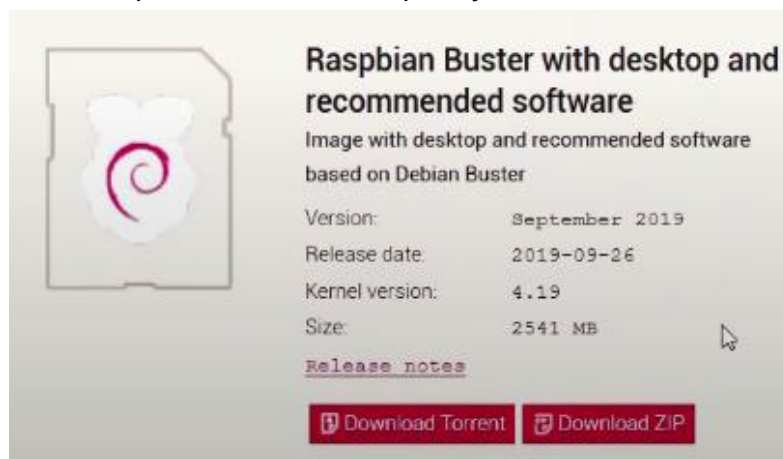 Raspbian Buster with desktop and
recommended software
Image with desktop and recommended software
based on Debian Buster
Version: September 2019
Release date: 2019-09-26
Kernel version: 4.19
Size: 2541 MB
Release notes
Download Torrent Download ZIP